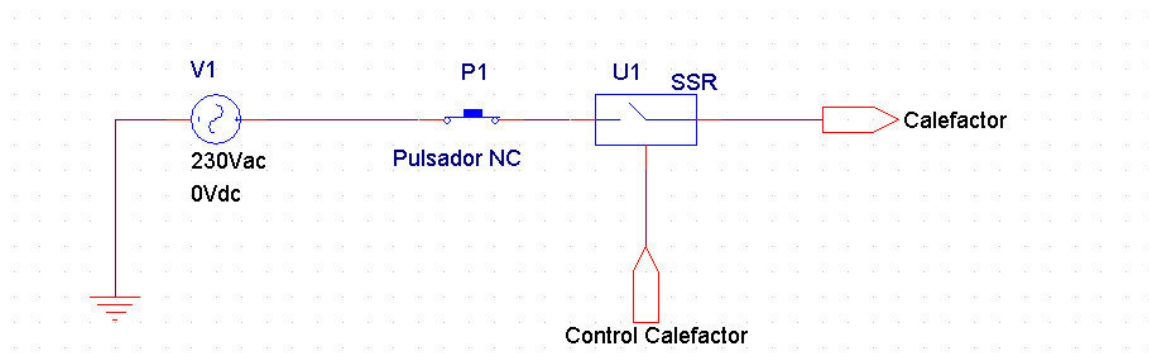 V1
P1
U1
SSR
Calefactor
230Vac
Pulsador NC
0Vdc
Control Calefactor